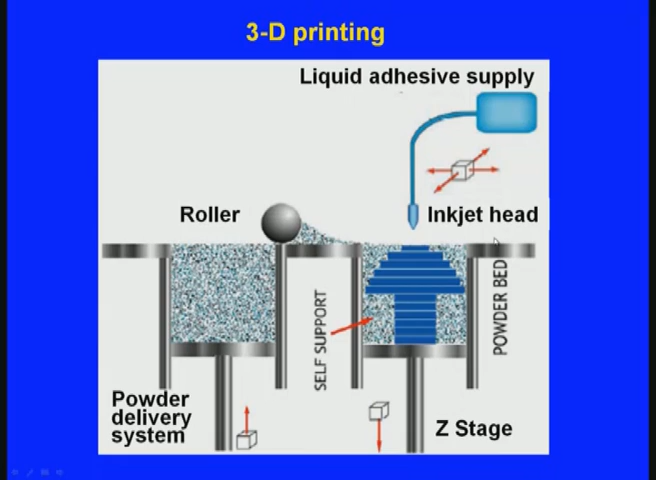 3-D printing
Liquid adhesive supply
Roller
Inkjet head
POWDER BED
SELF SUPPORT
Powder
delivery
system
Z Stage